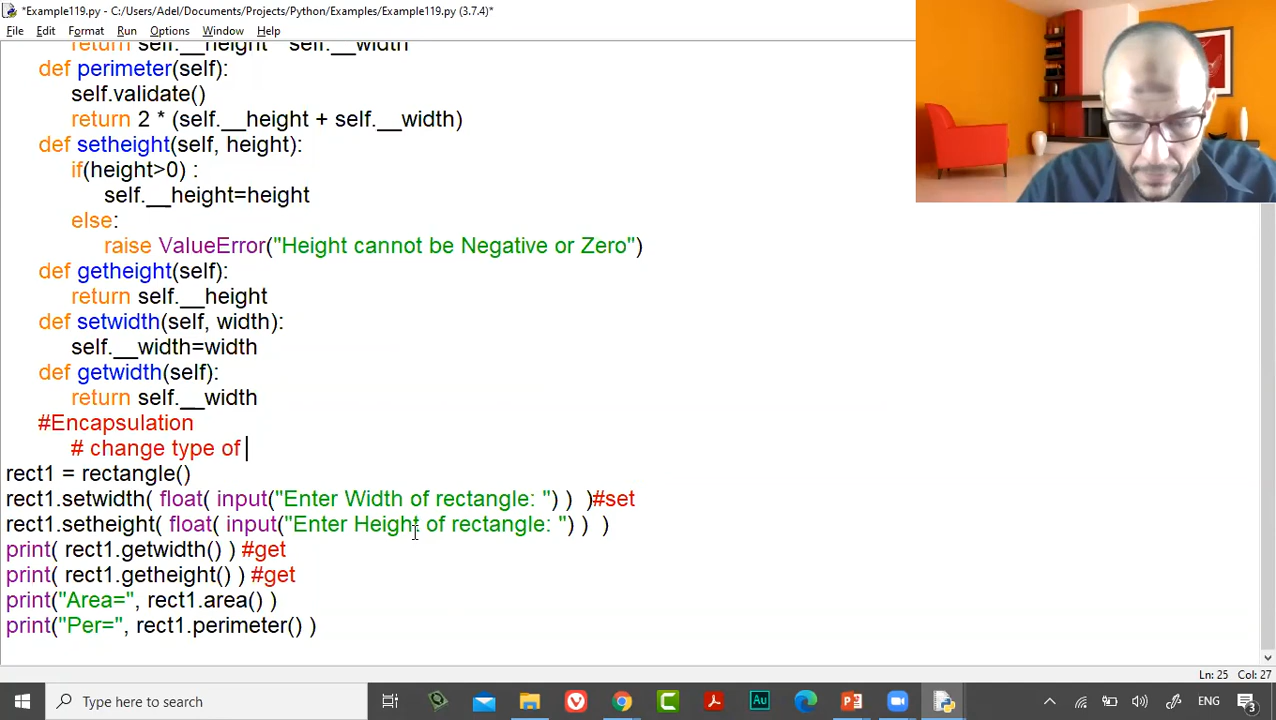 *Example119.py - C:/Users/Adel/Documents/Projects/Python/Examples/Example119.py (3.7.4)*
File Edit Format Run Options Window Help
return self.__height * self.__width
def perimeter(self):
self.validate()
return 2 * (self.__height + self.__width)
def setheight(self, height):
if(height>0) :
self.__height=height
else:
raise ValueError("Height cannot be Negative or Zero")
def getheight(self):
return self.__height
def setwidth(self, width):
self.__width=width
def getwidth(self):
return self.__width
#Encapsulation
# change type of
rect1 = rectangle()
rect1.setwidth( float( input("Enter Width of rectangle: ") )  )#set
rect1.setheight( float( input("Enter Height of rectangle: ") )  )
print( rect1.getwidth() ) #get
print( rect1.getheight() ) #get
print("Area=", rect1.area() )
print("Per=", rect1.perimeter() )
Ln: 25 Col: 27
Type here to search
ENG
3